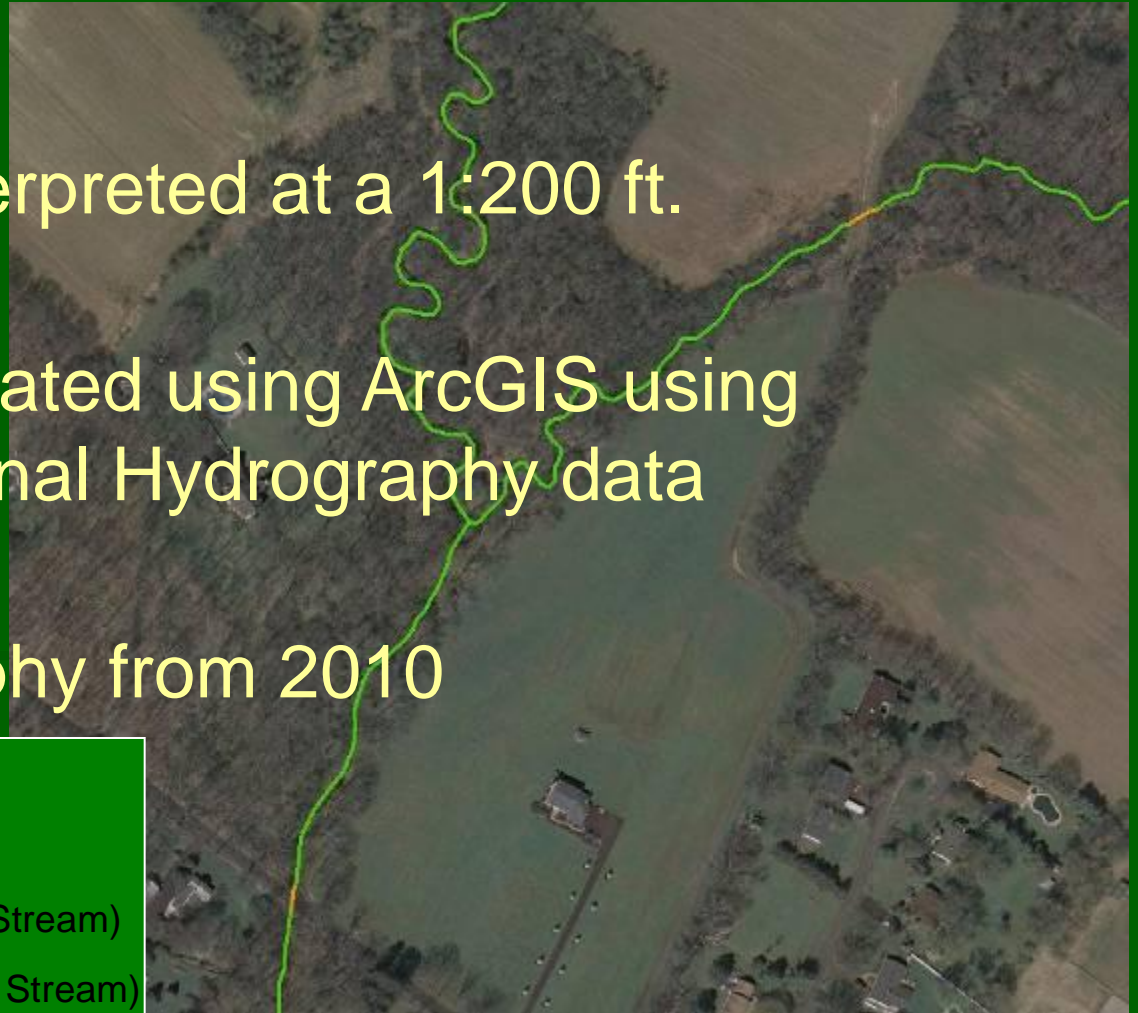 erpreted at a 1:200 ft.
ated using ArcGIS using
nal Hydrography data
phy from 2010
Stream)
Stream)